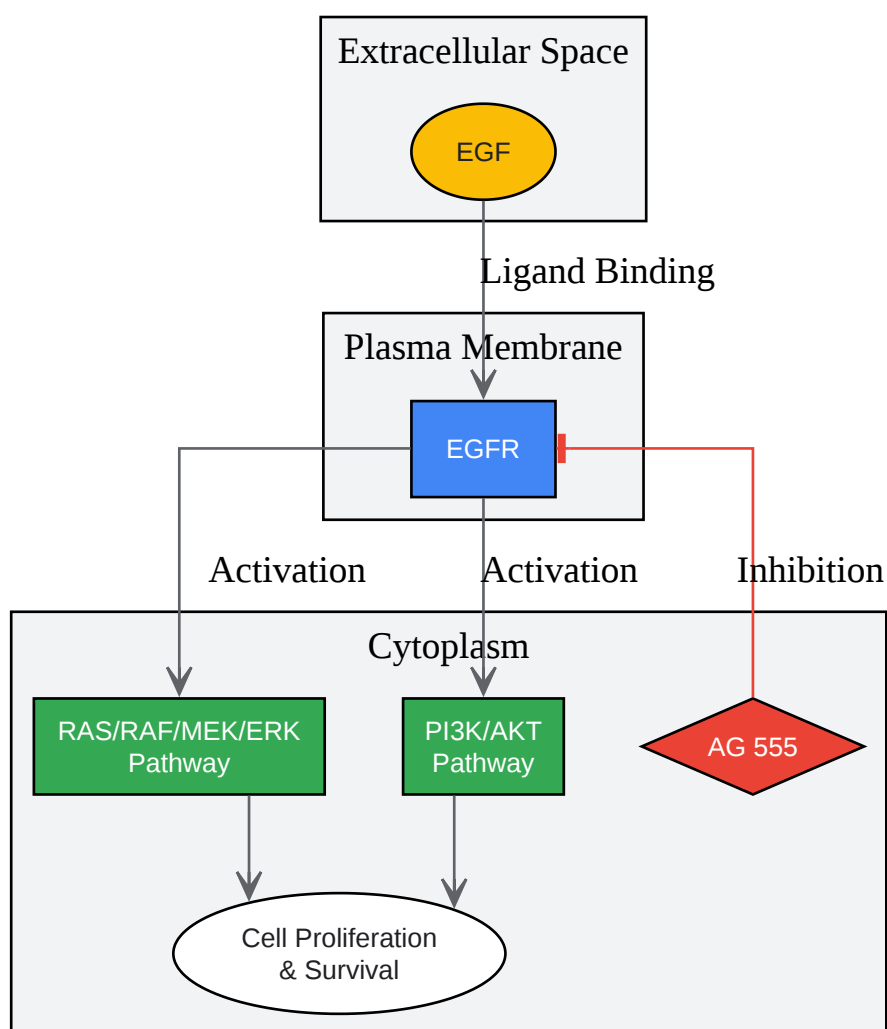 Extracellular Space
EGF
Ligand Binding
Plasma Membrane
EGFR
Activation
Activation
Inhibition
Cytoplasm
RAS/RAF/MEK/ERK
Pathway
PI3K/AKT
Pathway
AG 555
Cell Proliferation
& Survival